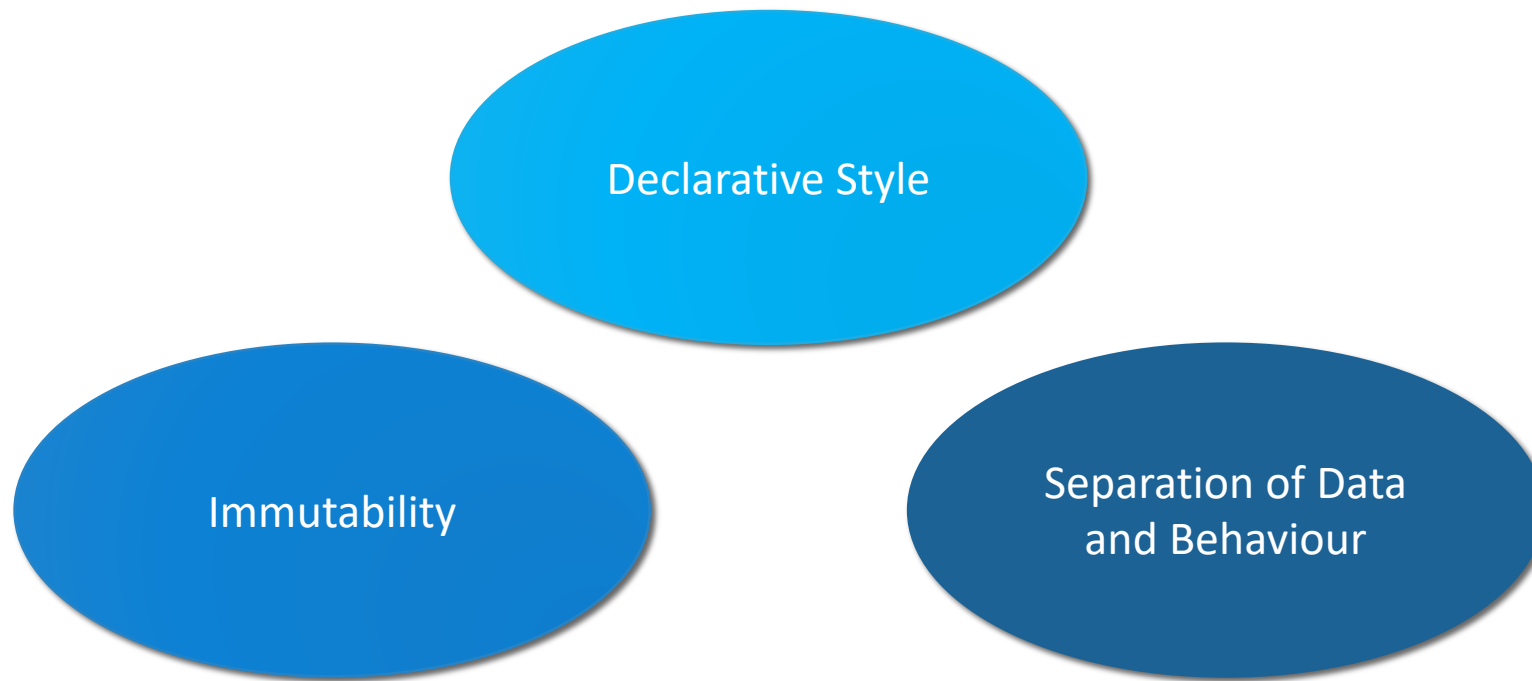 Declarative Style
Immutability
Separation of Data
and Behaviour